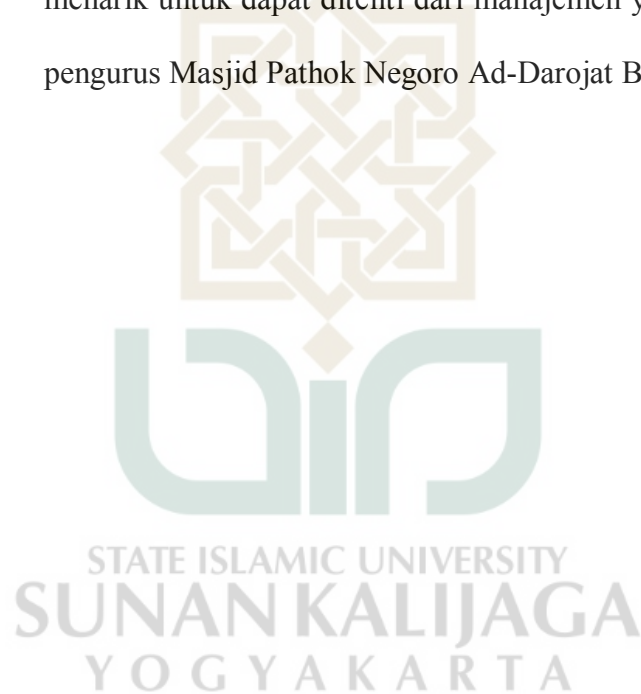 menarik untuk dapat diteliti dari manajemen
pengurus Masjid Pathok Negoro Ad-Darojat
STATE ISLAMIC UNIVERSITY
SUNAN KALIJAGA
YOGYAKARTA